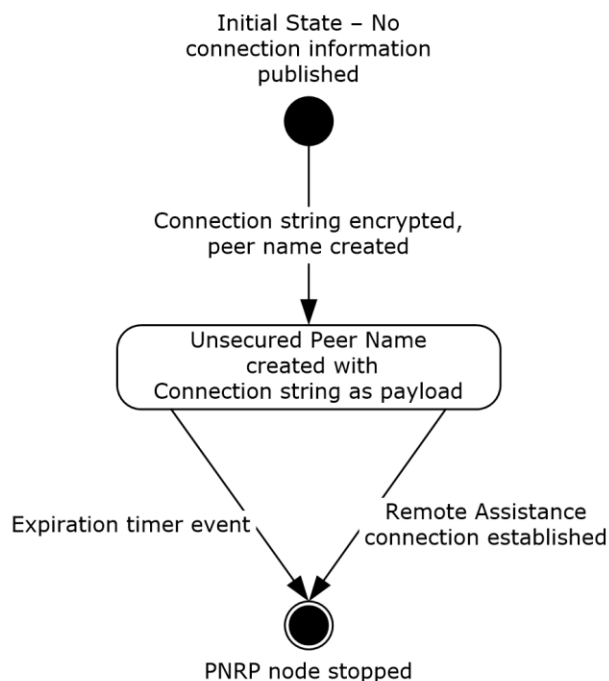 Initial State – No
connection information
published
Connection string encrypted,
peer name created
Unsecured Peer Name
created with
Connection string as payload
Expiration timer event
Remote Assistance
connection established
PNRP node stopped